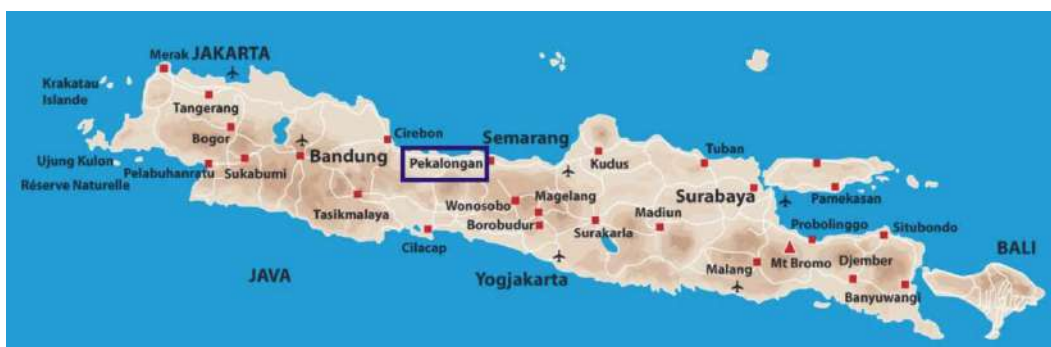 Merak
JAKARTA
Krakatau
Islande
Tangerang
Bogor
Cirebon
Semarang
Tuban
Ujung Kulon
Pelabuhanratu
Sukabumi
Bandung
Pekalongan
Kudus
Réserve Naturelle
Tasikmalaya
Wonosobo
Magelang
Madiun
Surabaya
Pamekasan
Borobudur
Surakarla
Probolinggo
Situbondo
Cilacap
Malang
Mt Bromo
Djember
BALI
JAVA
Yogjakarta
Banyuwangi